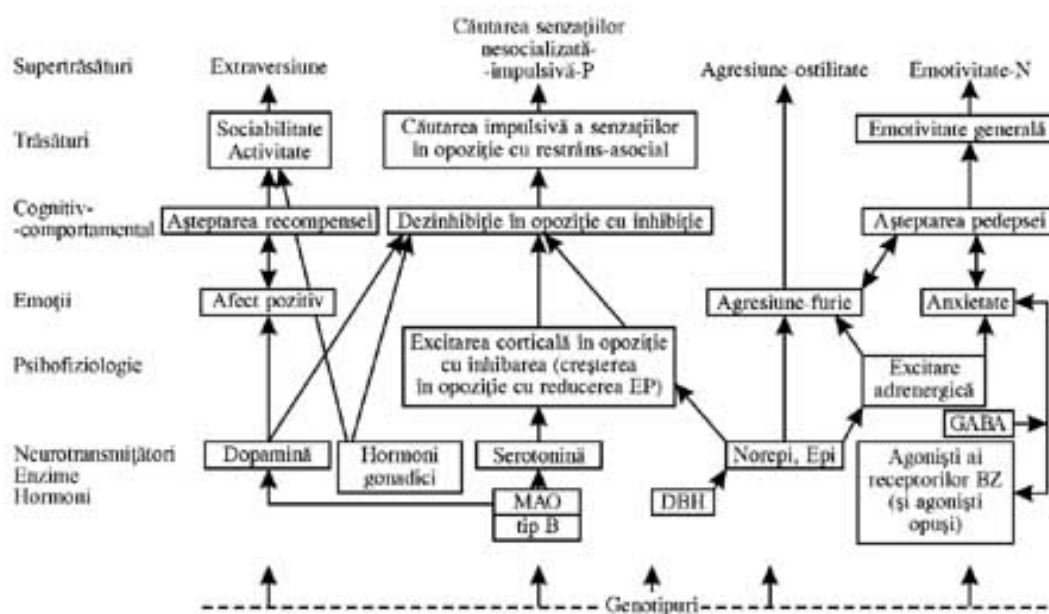 Căutarea senzațiilor
nesocializată-
-impulsivă-P
Supertrăsături
Extraversiune
Agresiune-ostilitate
Emotivitate-N
Trăsături
Sociabilitate
Activitate
Căutarea impulsivă a senzațiilor
în opoziție cu restrâns-asocial
Emotivitate generală
Cognitiv-
-comportamental
Așteptarea recompensei
Dezinhibiție în opoziție cu inhibiție
Așteptarea pedepsei
Emoții
Afect pozitiv
Agresiune-furie
Anxietate
Psihofiziologie
Excitarea corticală în opoziție
cu inhibarea (creșterea
în opoziție cu reducerea EP)
Excitare
adrenergică
GABA
Neurotransmițători
Enzime
Hormoni
Dopamină
Hormoni
gonadici
Serotonină
MAO
tip B
DBH
Norepi, Epi
Agoniști ai
receptorilor BZ
(și agoniști
opuși)
Genotipuri